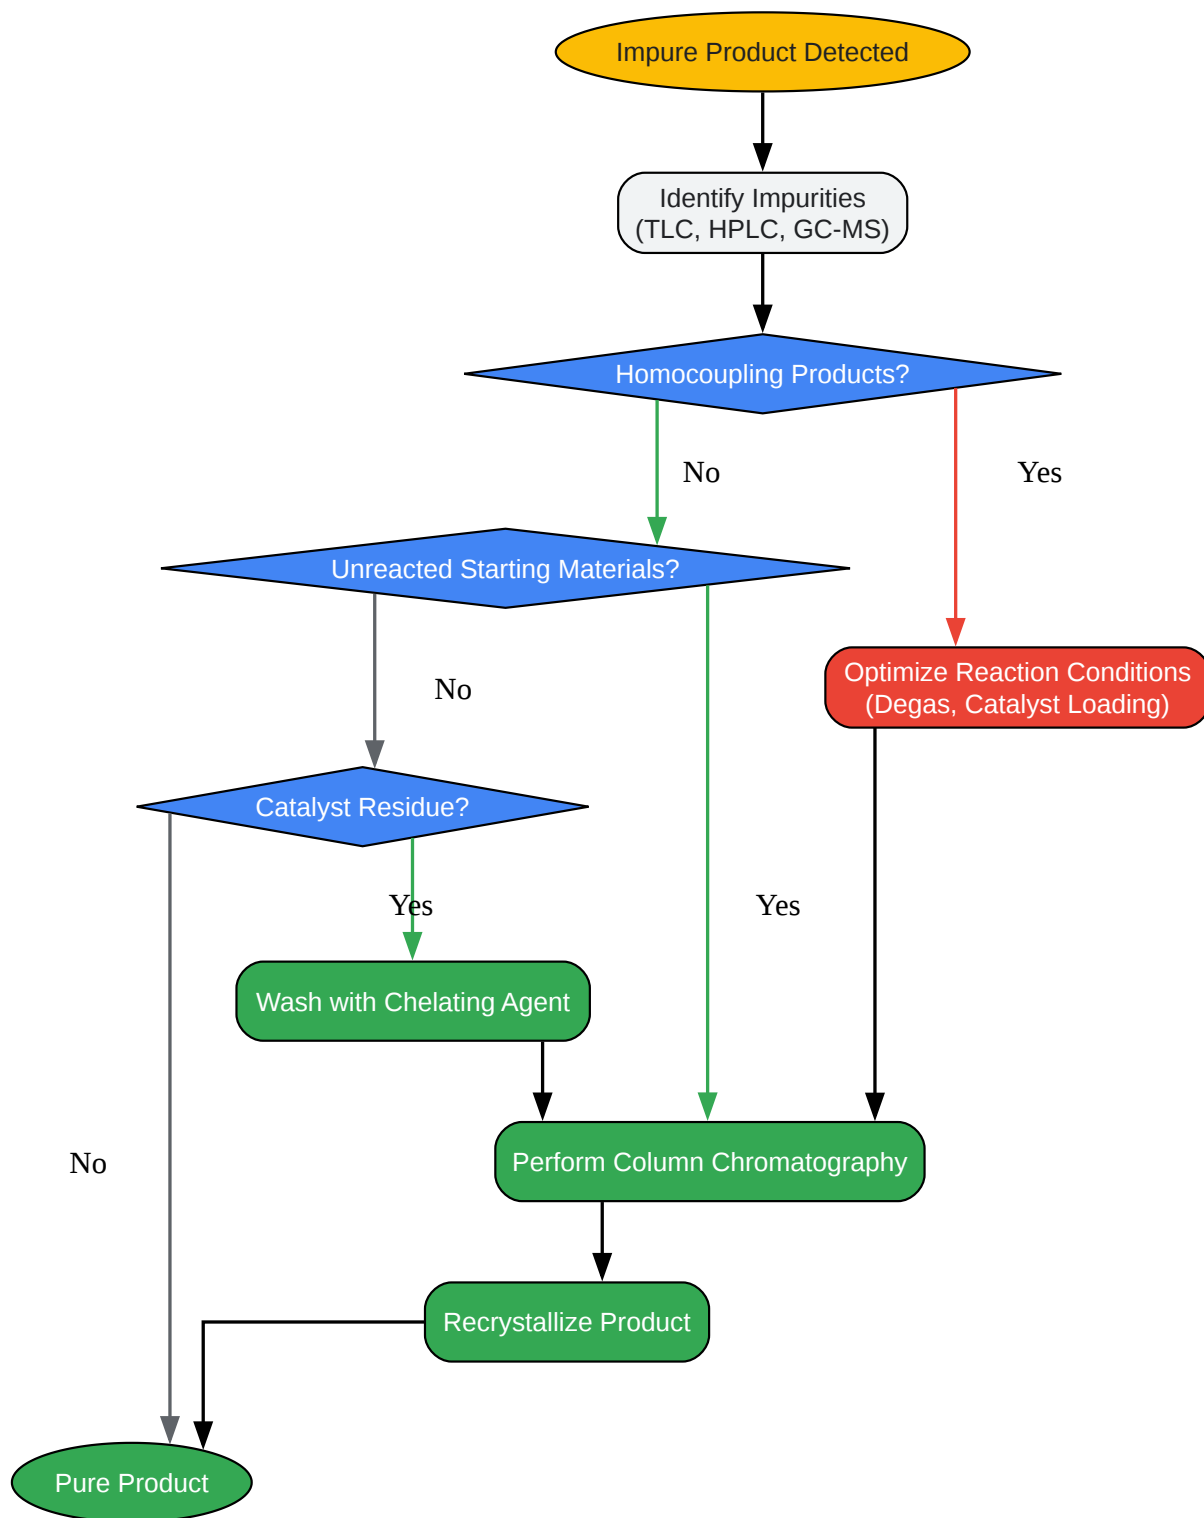 Impure Product Detected
Identify Impurities
(TLC, HPLC, GC-MS)
Homocoupling Products?
No
Yes
Unreacted Starting Materials?
Optimize Reaction Conditions
(Degas, Catalyst Loading)
No
Catalyst Residue?
Yes
Yes
Wash with Chelating Agent
No
Perform Column Chromatography
Recrystallize Product
Pure Product